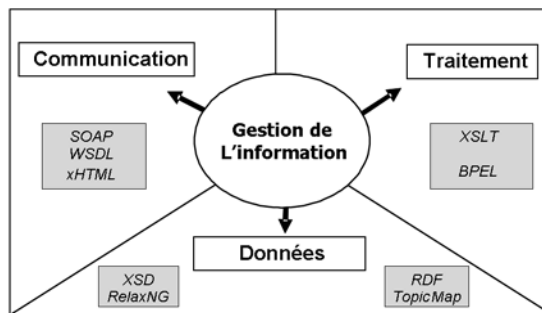 Communication
Traitement
Gestion de
L'information
SOAP
WSDL
xHTML
XSLT
BPEL
Données
XSD
RelaxNG
RDF
TopicMap